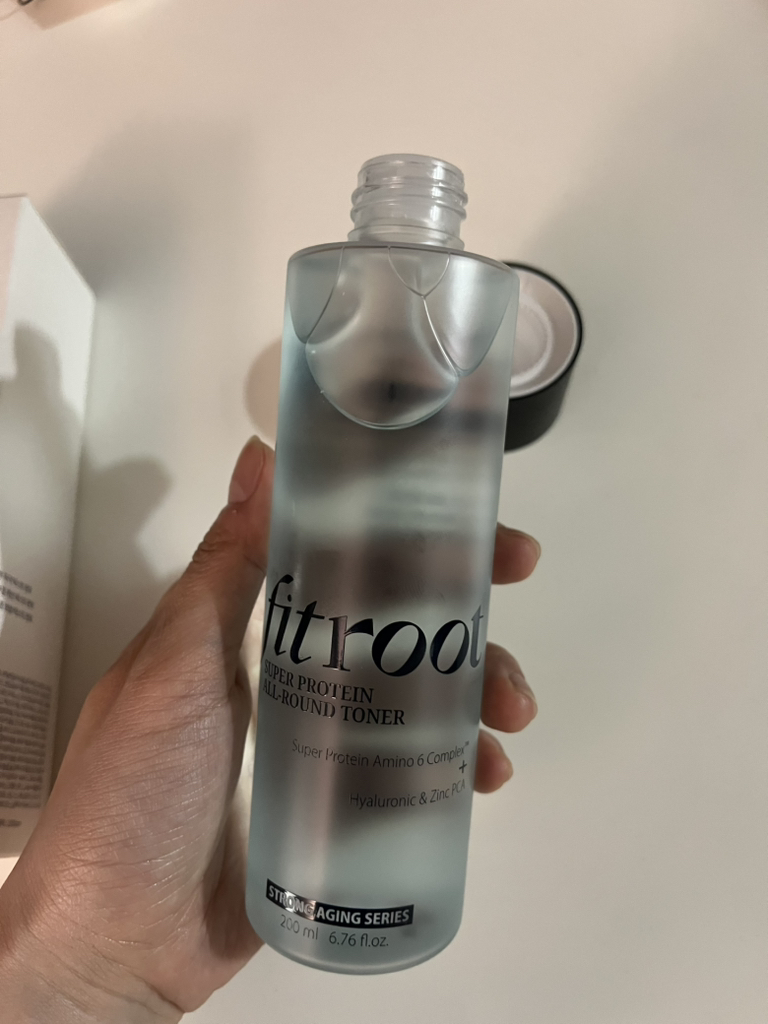 fitroot
SUPER PROTEIN
ALL-ROUND TONER
Super Protein Amino 6 Complex™
+
Hyaluronic & Zinc PCA
STRONG AGING SERIES
200 ml 6.76 fl.oz.